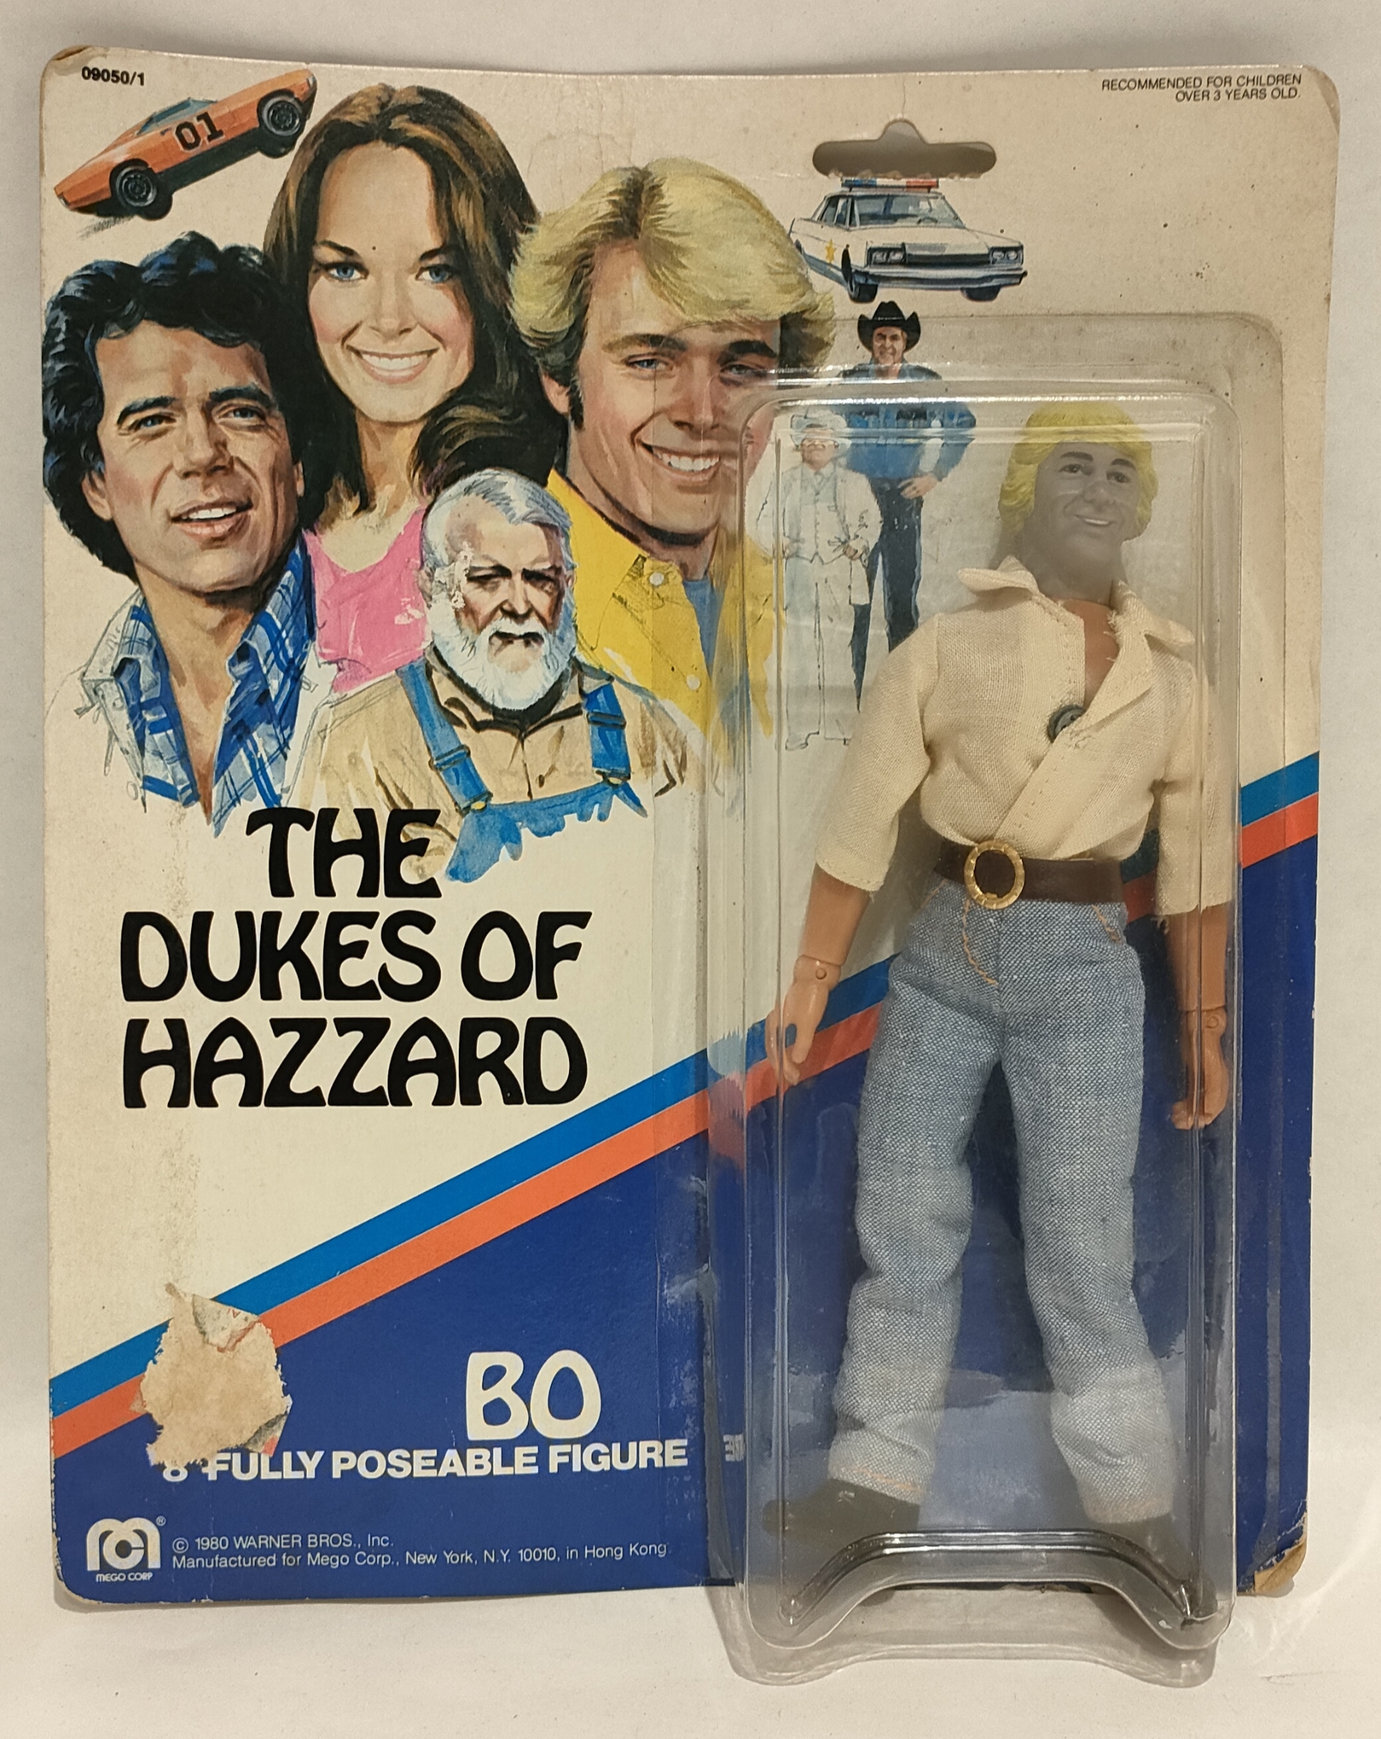 09050/1
RECOMMENDED FOR CHILDREN
OVER 3 YEARS OLD.
01
THE
DUKES OF
HAZZARD
BO
8" FULLY POSEABLE FIGURE
®
MEGO CORP
© 1980 WARNER BROS., Inc.
Manufactured for Mego Corp., New York, N.Y. 10010, in Hong Kong.